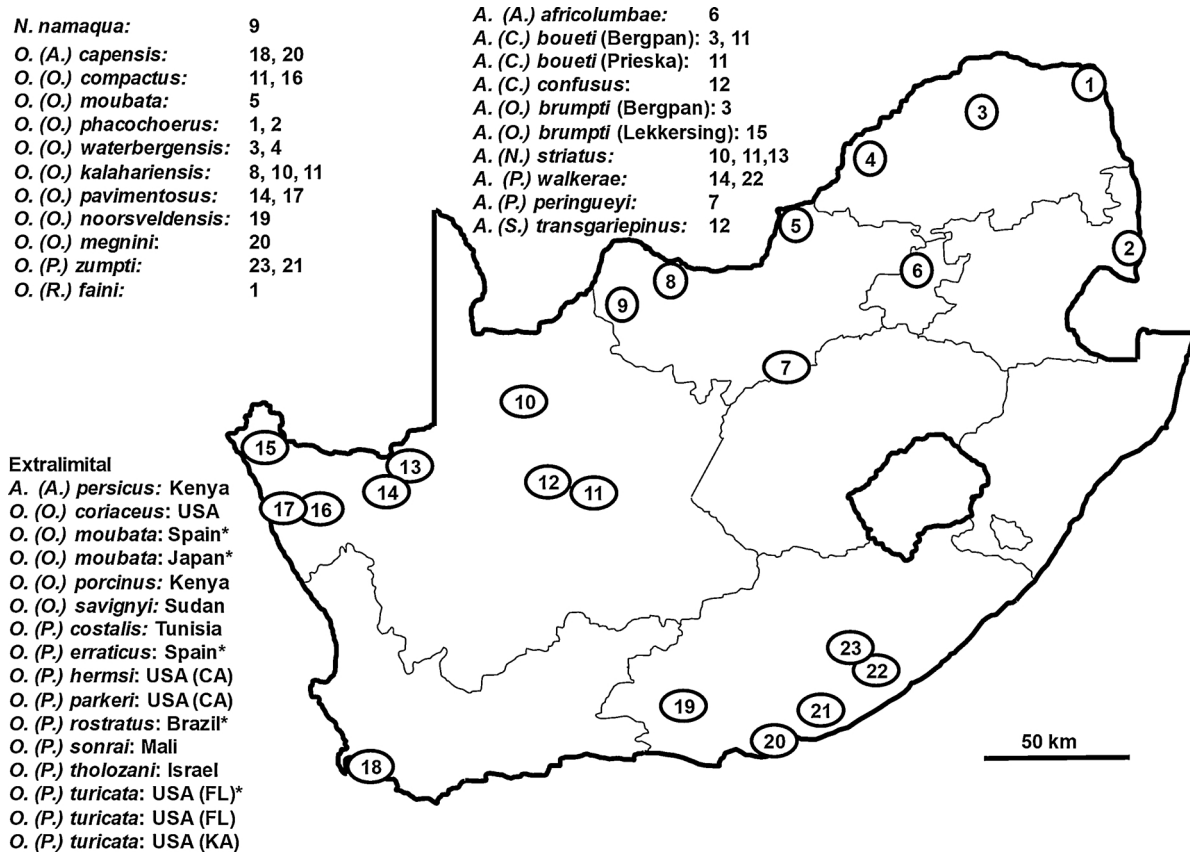 N. namaqua: 9
O. (A.) capensis: 18, 20
O. (O.) compactus: 11, 16
O. (O.) moubata: 5
O. (O.) phacochoerus: 1, 2
O. (O.) waterbergensis: 3, 4
O. (O.) kalahariensis: 8, 10, 11
O. (O.) pavimentosus: 14, 17
O. (O.) noorsveldensis: 19
O. (O.) megnini: 20
O. (P.) zumpti: 23, 21
O. (R.) faini: 1
A. (A.) africolumbae: 6
A. (C.) boueti (Bergpan): 3, 11
A. (C.) boueti (Prieska): 11
A. (C.) confusus: 12
A. (O.) brumpti (Bergpan): 3
A. (O.) brumpti (Lekkersing): 15
A. (N.) striatus: 10, 11,13
A. (P.) walkerae: 14, 22
A. (P.) peringueyi: 7
A. (S.) transgariepinus: 12
1
3
4
5
2
6
8
9
7
10
15
13
14
12
11
17
16
23
22
19
21
20
18
50 km
Extralimital
A. (A.) persicus: Kenya
O. (O.) coriaceus: USA
O. (O.) moubata: Spain*
O. (O.) moubata: Japan*
O. (O.) porcinus: Kenya
O. (O.) savignyi: Sudan
O. (P.) costalis: Tunisia
O. (P.) erraticus: Spain*
O. (P.) hermsi: USA (CA)
O. (P.) parkeri: USA (CA)
O. (P.) rostratus: Brazil*
O. (P.) sonrai: Mali
O. (P.) tholozani: Israel
O. (P.) turicata: USA (FL)*
O. (P.) turicata: USA (FL)
O. (P.) turicata: USA (KA)